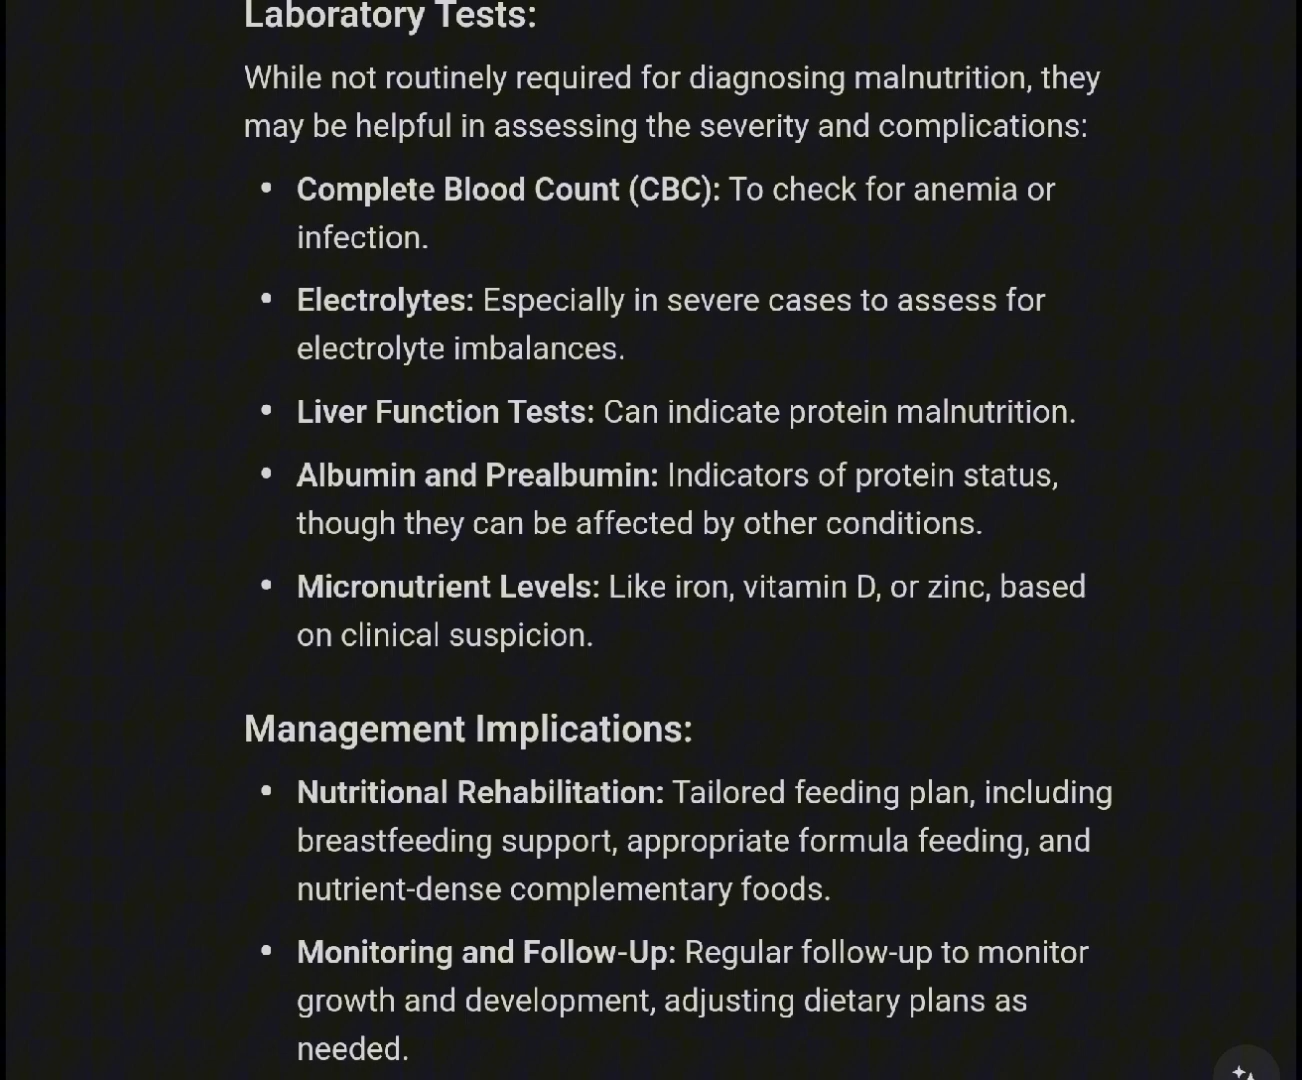 Laboratory Tests:
While not routinely required for diagnosing malnutrition, they
may be helpful in assessing the severity and complications:
• Complete Blood Count (CBC): To check for anemia or
infection.
• Electrolytes: Especially in severe cases to assess for
electrolyte imbalances.
• Liver Function Tests: Can indicate protein malnutrition.
• Albumin and Prealbumin: Indicators of protein status,
though they can be affected by other conditions.
• Micronutrient Levels: Like iron, vitamin D, or zinc, based
on clinical suspicion.
Management Implications:
• Nutritional Rehabilitation: Tailored feeding plan, including
breastfeeding support, appropriate formula feeding, and
nutrient-dense complementary foods.
• Monitoring and Follow-Up: Regular follow-up to monitor
growth and development, adjusting dietary plans as
needed.